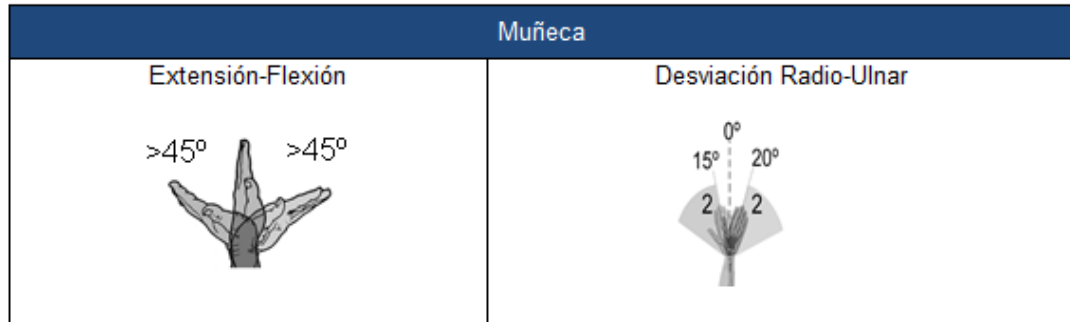 Muñeca
Extensión-Flexión
Desviación Radio-Ulnar
>45º >45º
0º
15º 20º
2 2